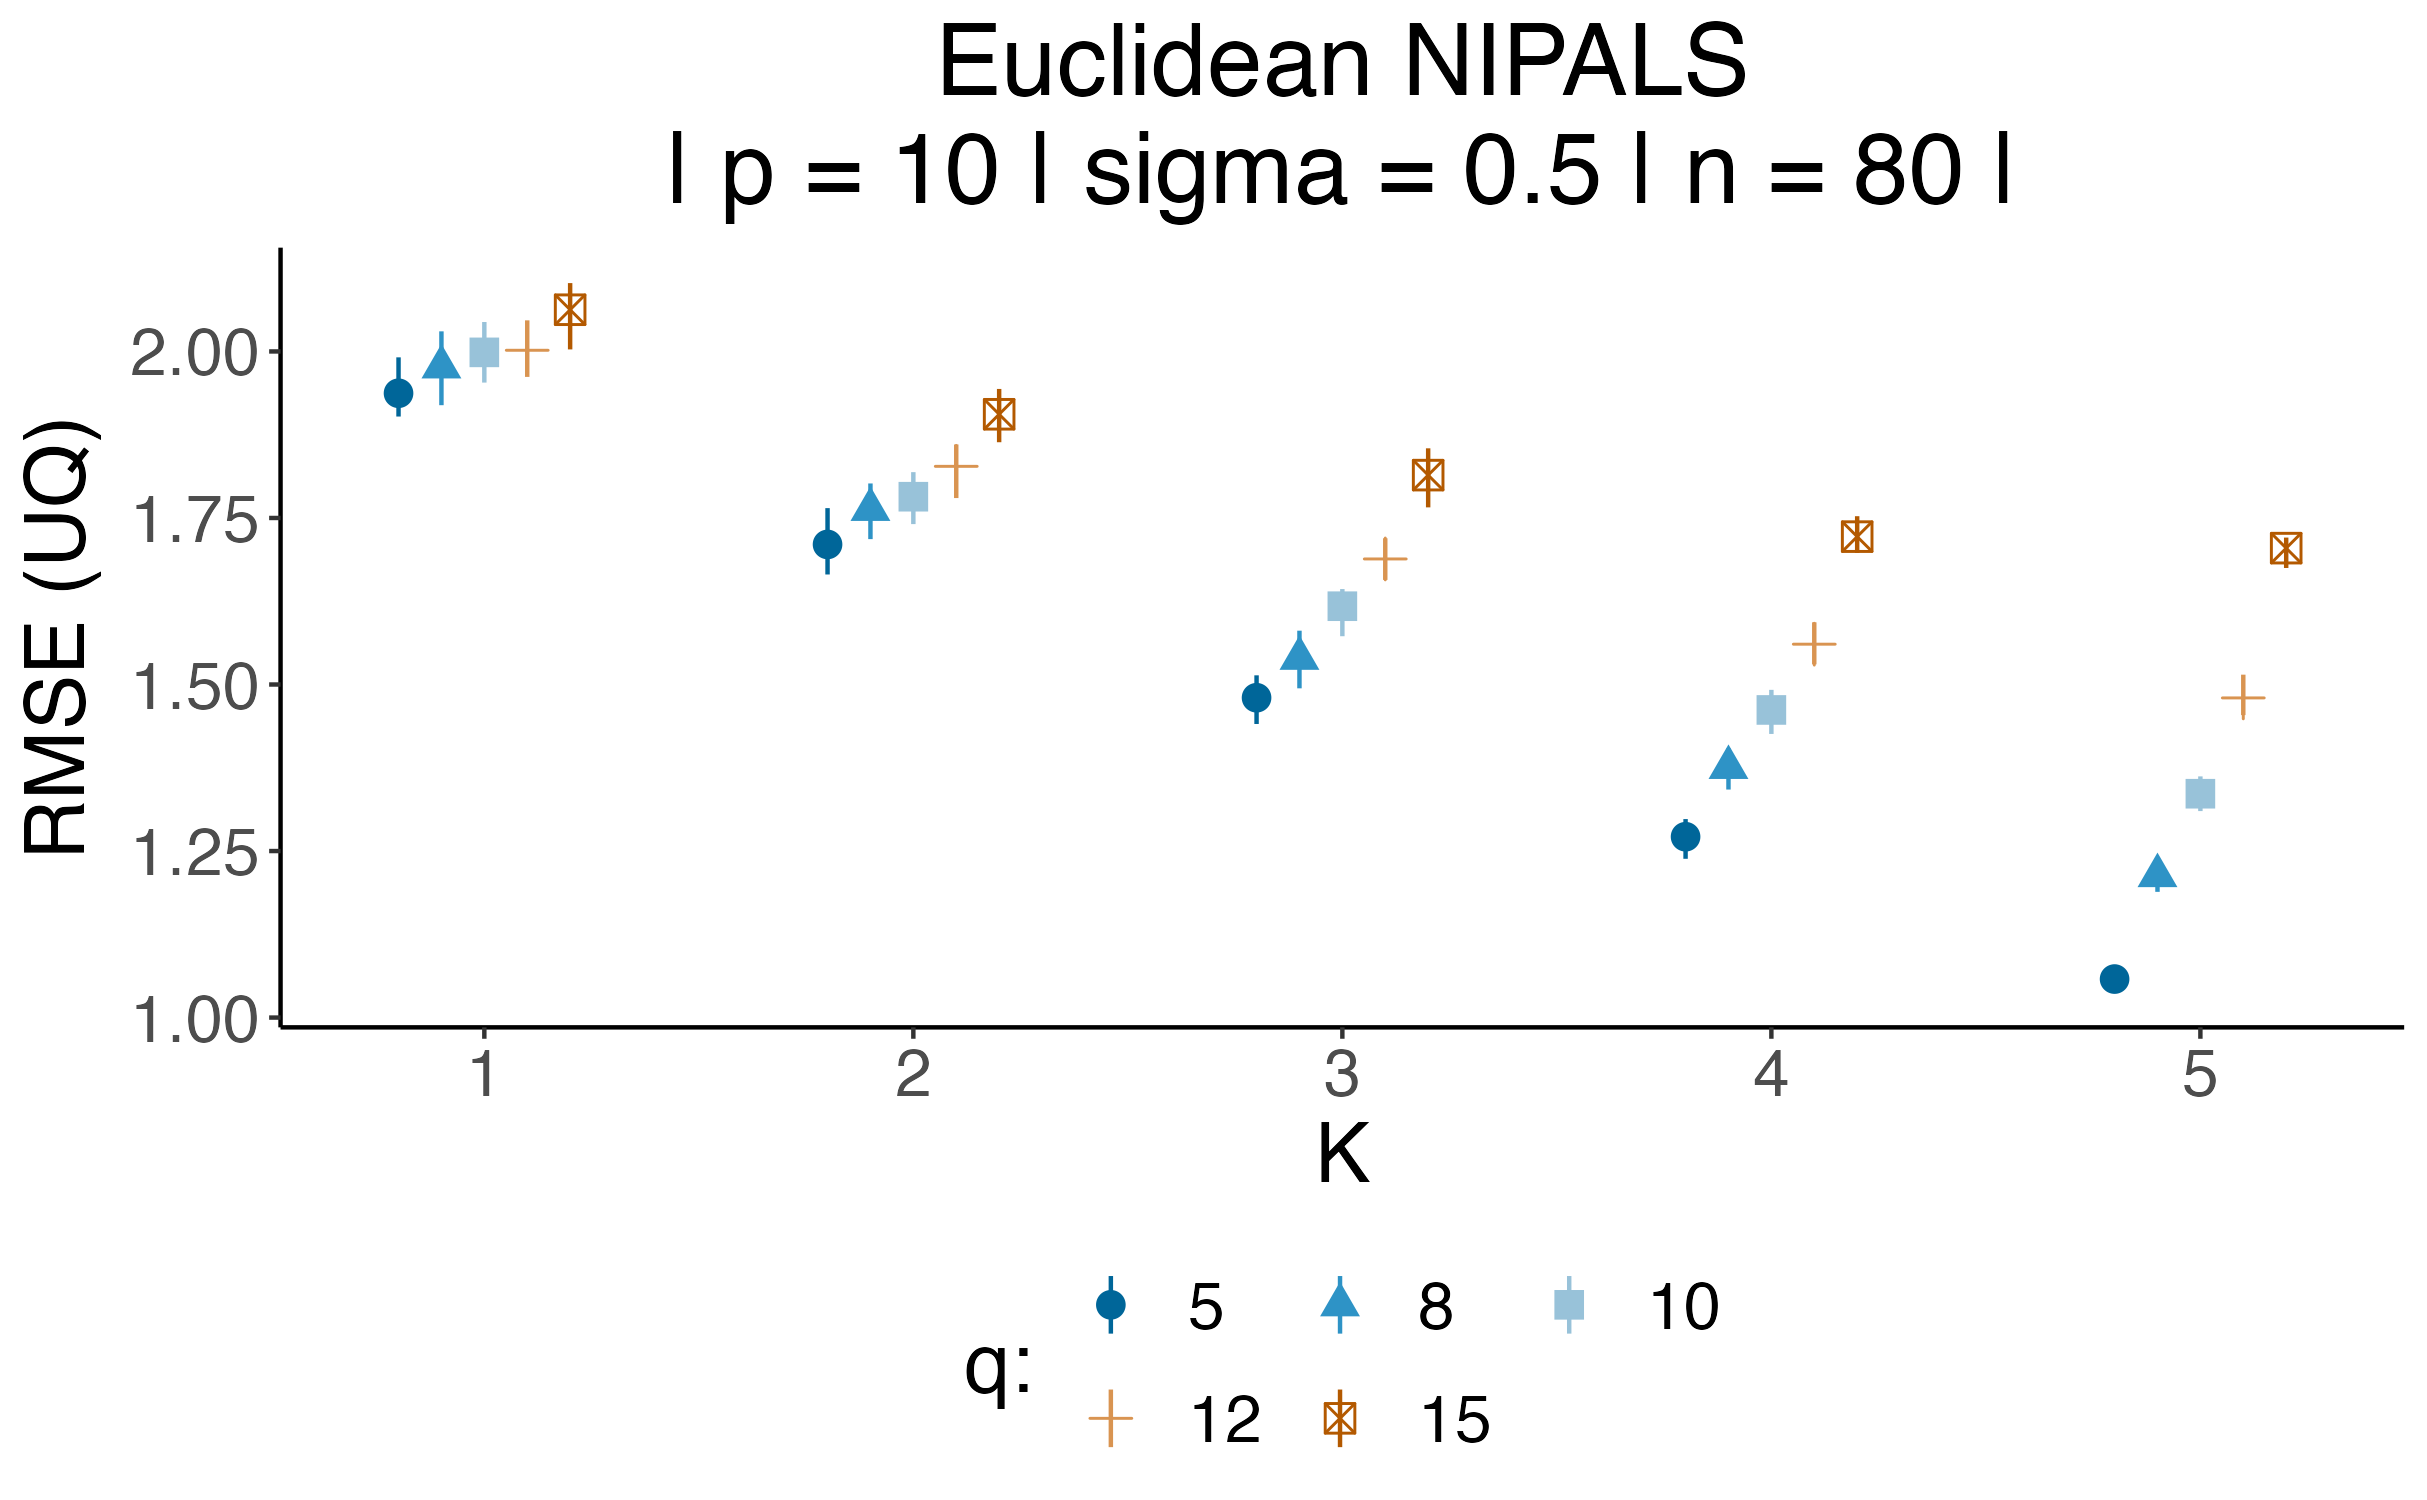 Euclidean NIPALS
| p = 10 | sigma = 0.5 | n = 80 |
RMSE (UQ)
2.00
1.75
1.50
1.25
1.00
1 2 3 4 5
K
q:
5 8 10
12 15